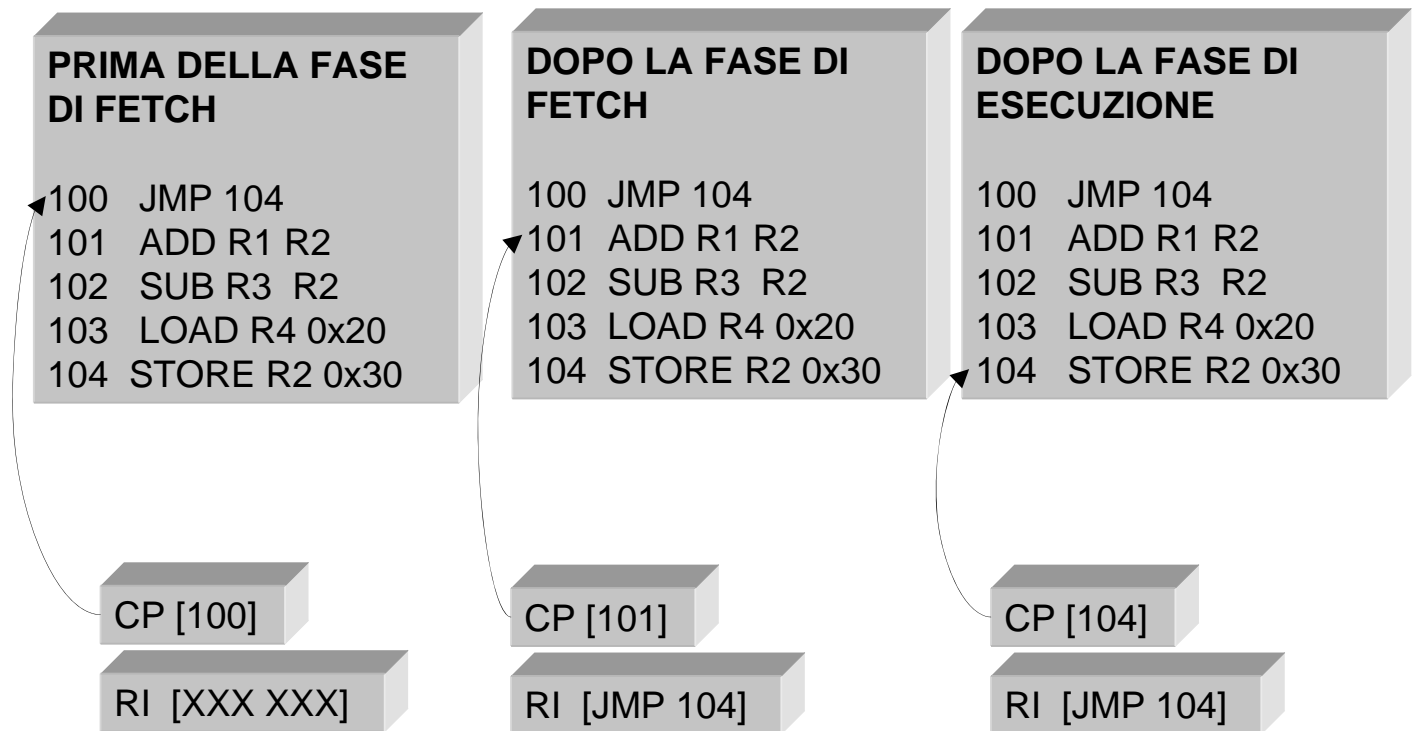 PRIMA DELLA FASE
DI FETCH
100 JMP 104
101 ADD R1 R2
102 SUB R3 R2
103 LOAD R4 0x20
104 STORE R2 0x30
CP [100]
RI [XXX XXX]
DOPO LA FASE DI
FETCH
100 JMP 104
101 ADD R1 R2
102 SUB R3 R2
103 LOAD R4 0x20
104 STORE R2 0x30
CP [101]
RI [JMP 104]
DOPO LA FASE DI
ESECUZIONE
100 JMP 104
101 ADD R1 R2
102 SUB R3 R2
103 LOAD R4 0x20
104 STORE R2 0x30
CP [104]
RI [JMP 104]